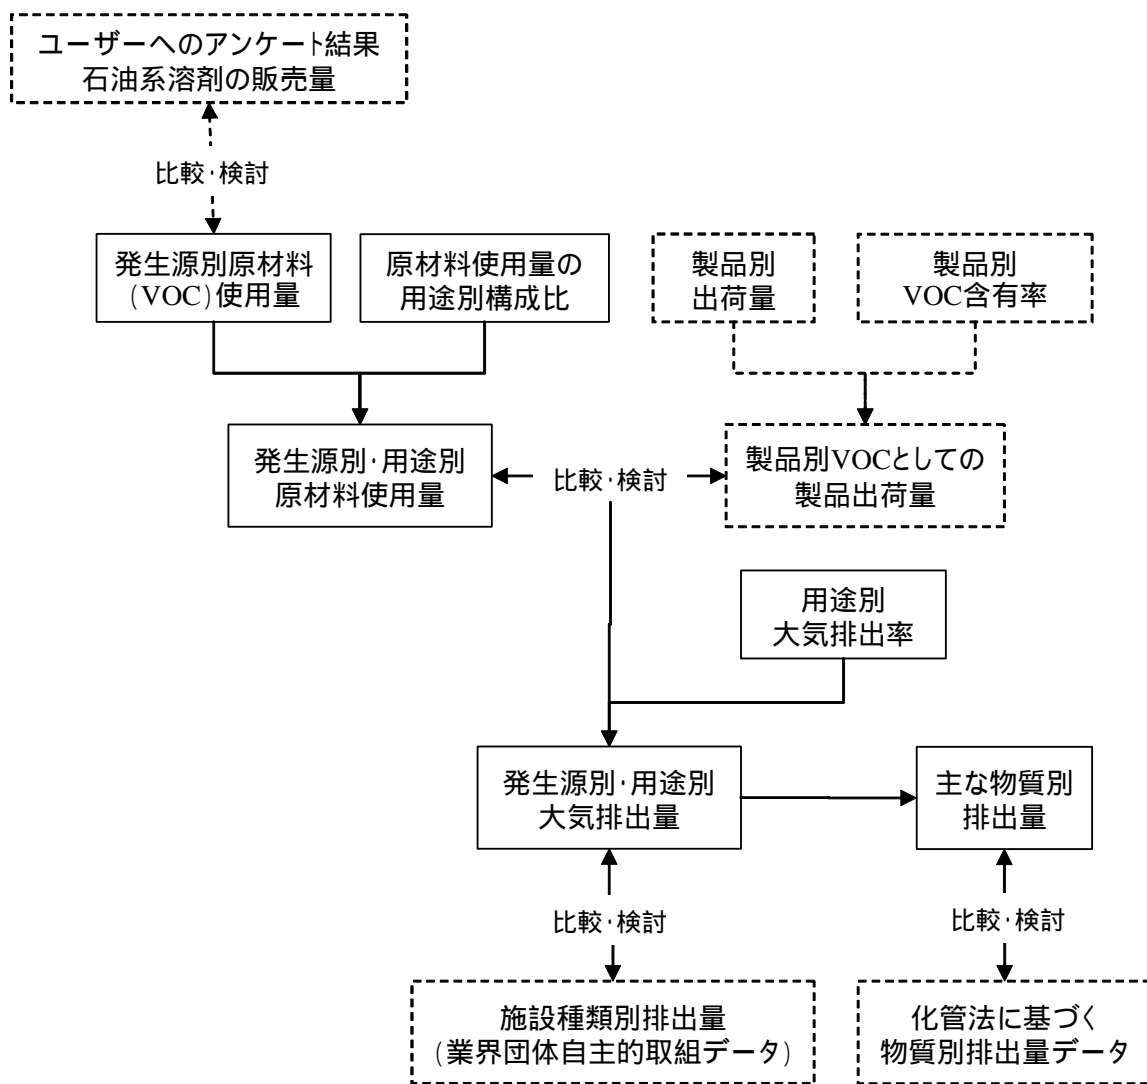 ユーザーへのアンケート結果
石油系溶剤の販売量
比較・検討
発生源別原材料
(VOC)使用量
原材料使用量の
用途別構成比
製品別
出荷量
製品別
VOC含有率
発生源別・用途別
原材料使用量
比較・検討
製品別VOCとしての
製品出荷量
用途別
大気排出率
発生源別・用途別
大気排出量
主な物質別
排出量
比較・検討
比較・検討
施設種類別排出量
(業界団体自主的取組データ)
化管法に基づく
物質別排出量データ